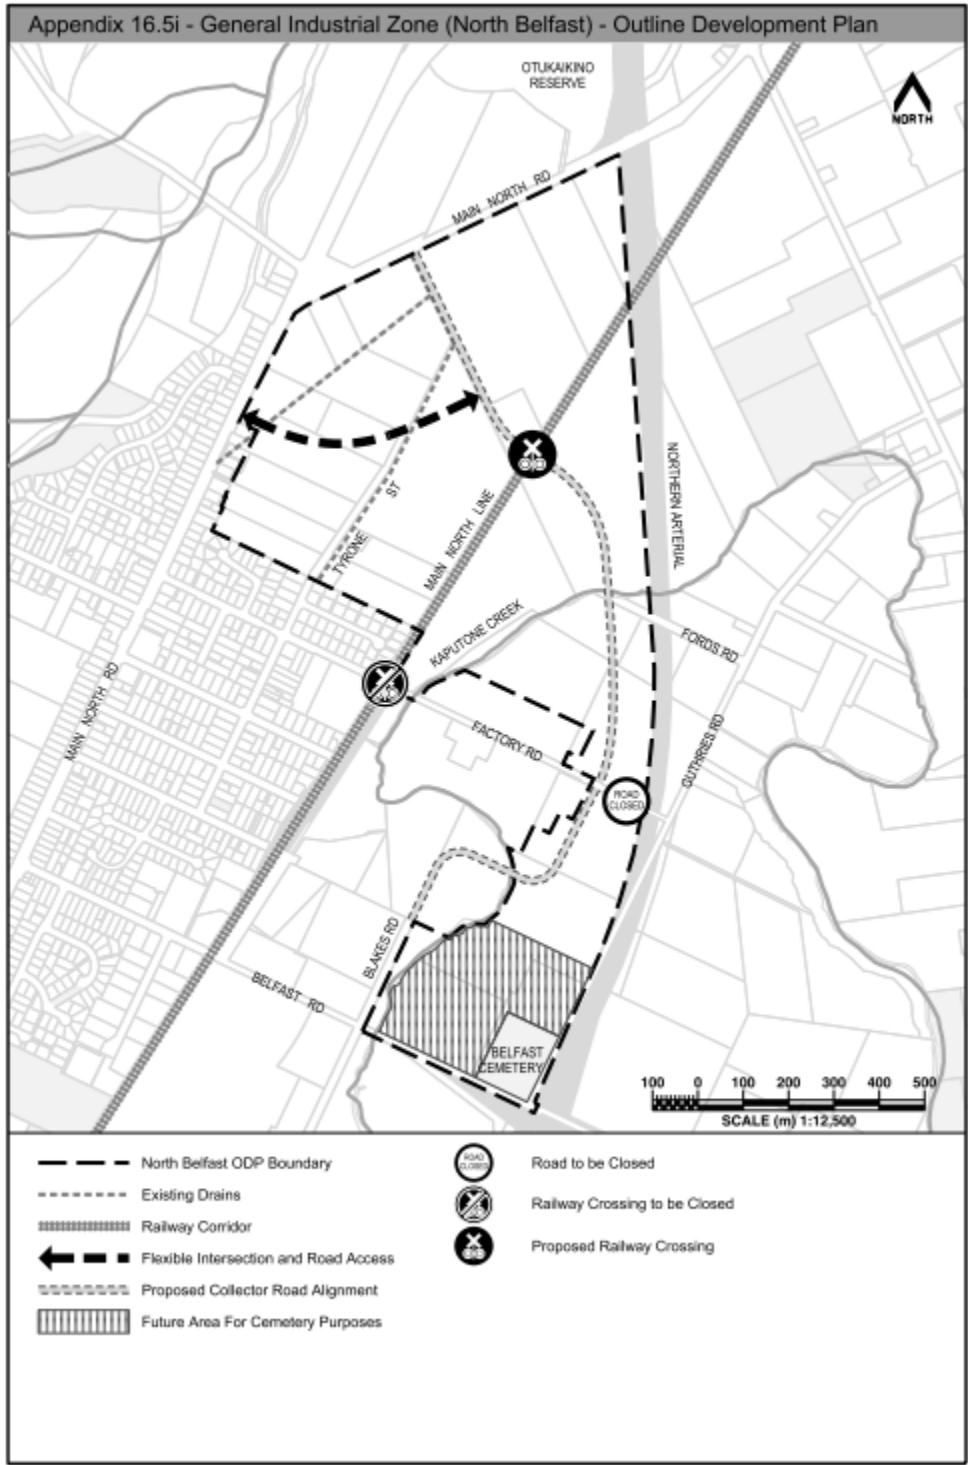 Appendix 16.5i - General Industrial Zone (North Belfast) - Outline Development Plan
OTUKAIKINO
RESERVE
NORTH
MAIN NORTH RD
NORTHERN ARTERIAL
TYRONE ST
MAIN NORTH LINE
KAPUTONE CREEK
FORDS RD
MAIN NORTH RD
FACTORY RD
GUTHRIES RD
ROAD
CLOSED
BLAKES RD
BELFAST RD
BELFAST
CEMETERY
100 0 100 200 300 400 500
SCALE (m) 1:12,500
North Belfast ODP Boundary
Existing Drains
Railway Corridor
Flexible Intersection and Road Access
Proposed Collector Road Alignment
Future Area For Cemetery Purposes
ROAD
CLOSED
Road to be Closed
Railway Crossing to be Closed
Proposed Railway Crossing